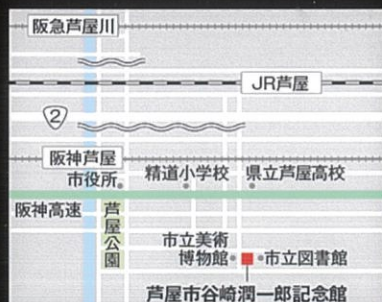 阪急芦屋川
JR芦屋
2
阪神芦屋
市役所
精道小学校
県立芦屋高校
阪神高速
芦屋公園
市立美術
博物館
市立図書館
芦屋市谷崎潤一郎記念館